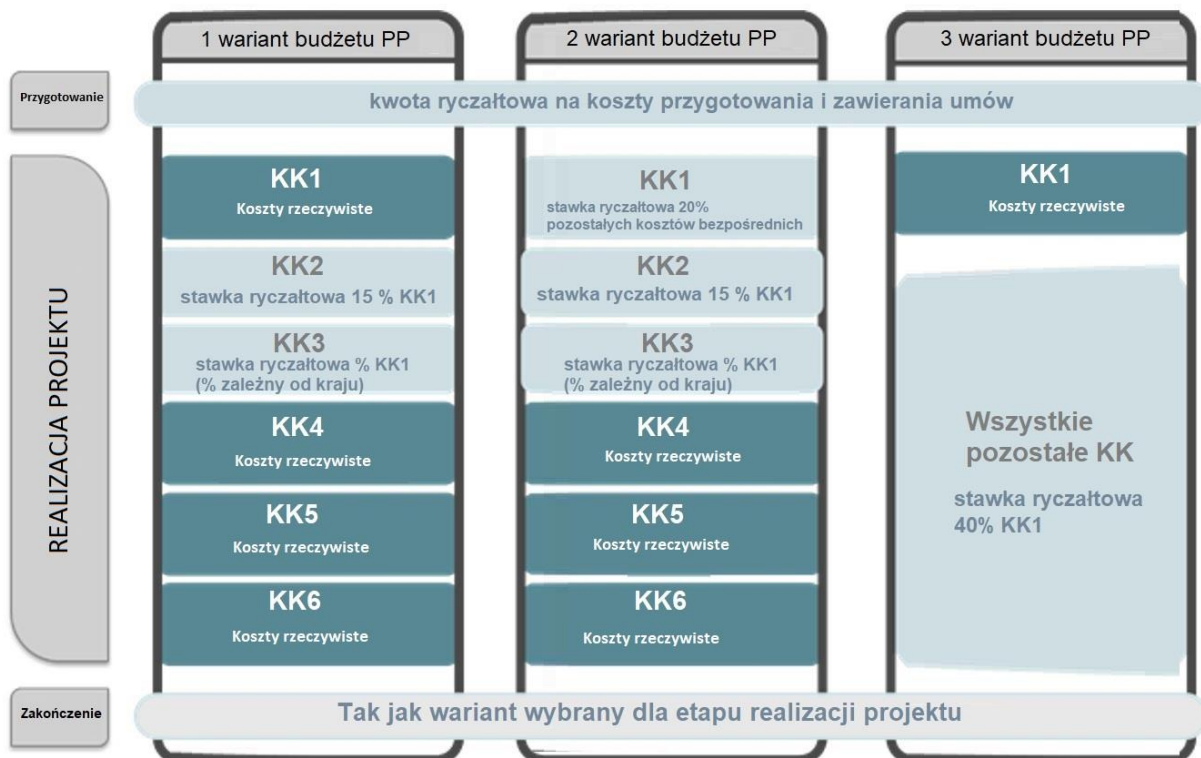 1 wariant budżetu PP
2 wariant budżetu PP
3 wariant budżetu PP
Przygotowanie
kwota ryczałtowa na koszty przygotowania i zawierania umów
REALIZACJA PROJEKTU
KK1
Koszty rzeczywiste
KK2
stawka ryczałtowa 15 % KK1
KK3
stawka ryczałtowa % KK1
(% zależny od kraju)
KK4
Koszty rzeczywiste
KK5
Koszty rzeczywiste
KK6
Koszty rzeczywiste
KK1
stawka ryczałtowa 20%
pozostałych kosztów bezpośrednich
KK2
stawka ryczałtowa 15 % KK1
KK3
stawka ryczałtowa % KK1
(% zależny od kraju)
KK4
Koszty rzeczywiste
KK5
Koszty rzeczywiste
KK6
Koszty rzeczywiste
KK1
Koszty rzeczywiste
Wszystkie
pozostałe KK
stawka ryczałtowa
40% KK1
Zakończenie
Tak jak wariant wybrany dla etapu realizacji projektu